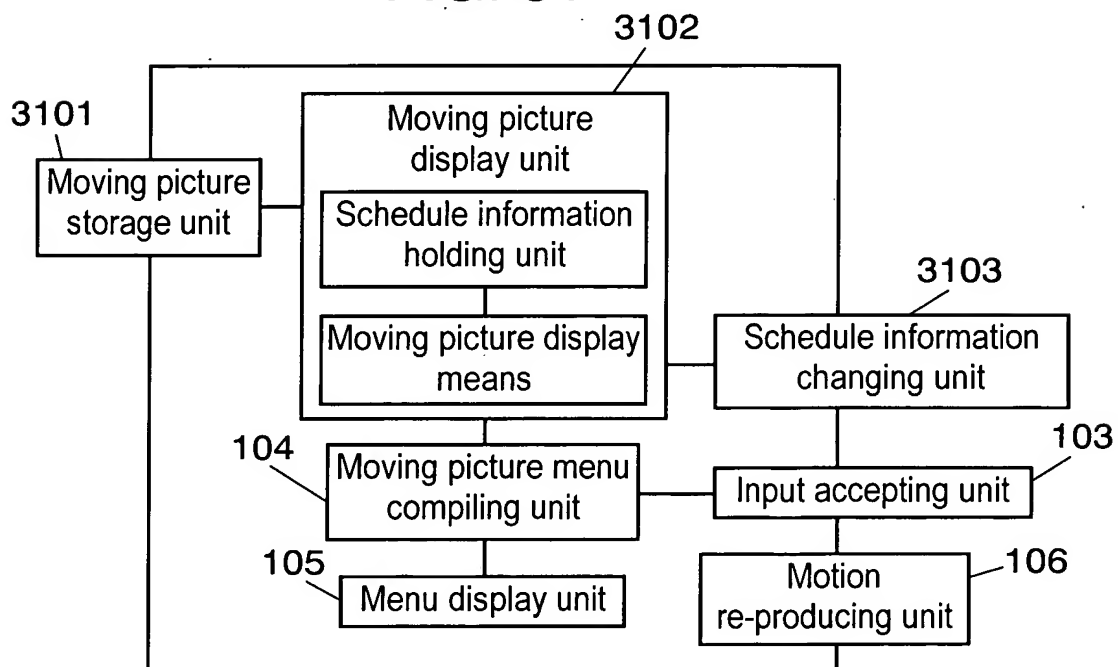 3102
3101
Moving picture
display unit
Moving picture
storage unit
Schedule information
holding unit
3103
Moving picture display
means
Schedule information
changing unit
104
Moving picture menu
compiling unit
103
Input accepting unit
105
Menu display unit
Motion
re-producing unit
106